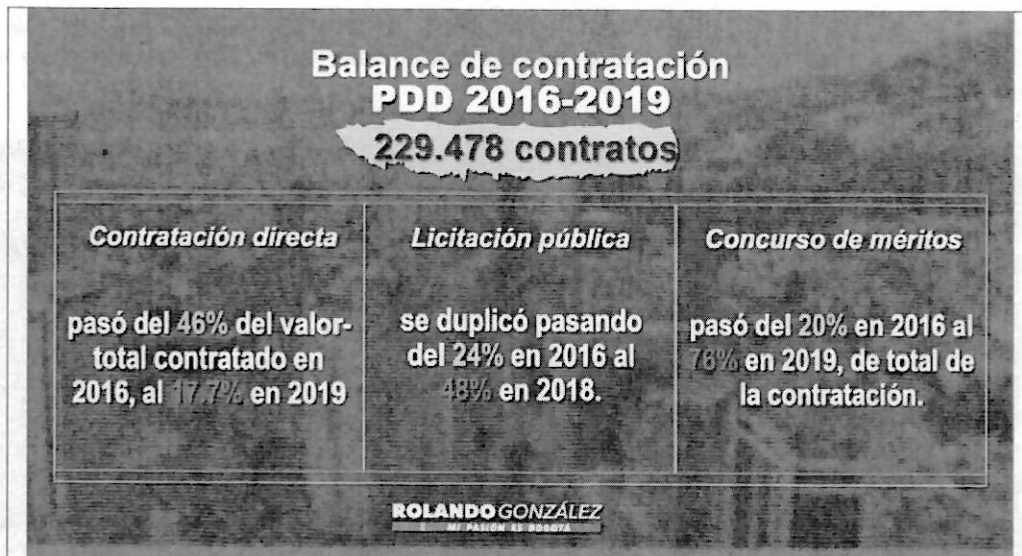 Balance de contratación
PDD 2016-2019
229.478 contratos
Contratación directa
pasó del 46% del valor-
total contratado en
2016, al 17.7% en 2019
Licitación pública
se duplicó pasando
del 24% en 2016 al
48% en 2018.
Concurso de méritos
pasó del 20% en 2016 al
76% en 2019, de total de
la contratación.
ROLANDO GONZÁLEZ
MI PASIÓN ES BOGOTÁ